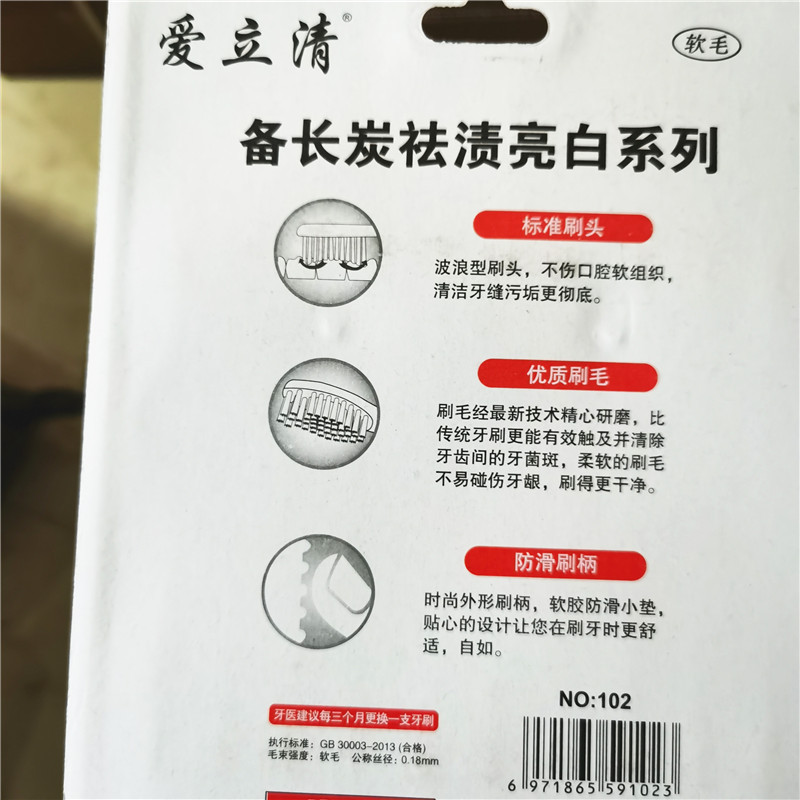 爱立清®
软毛
备长炭祛渍亮白系列
标准刷头
波浪型刷头，不伤口腔软组织，
清洁牙缝污垢更彻底。
优质刷毛
刷毛经最新技术精心研磨，比
传统牙刷更能有效触及并清除
牙齿间的牙菌斑，柔软的刷毛
不易碰伤牙龈，刷得更干净。
防滑刷柄
时尚外形刷柄，软胶防滑小垫，
贴心的设计让您在刷牙时更舒
适，自如。
NO:102
牙医建议每三个月更换一支牙刷
执行标准：GB 30003-2013 (合格)
毛束强度：软毛 公称丝径：0.18mm
6 971865 591023